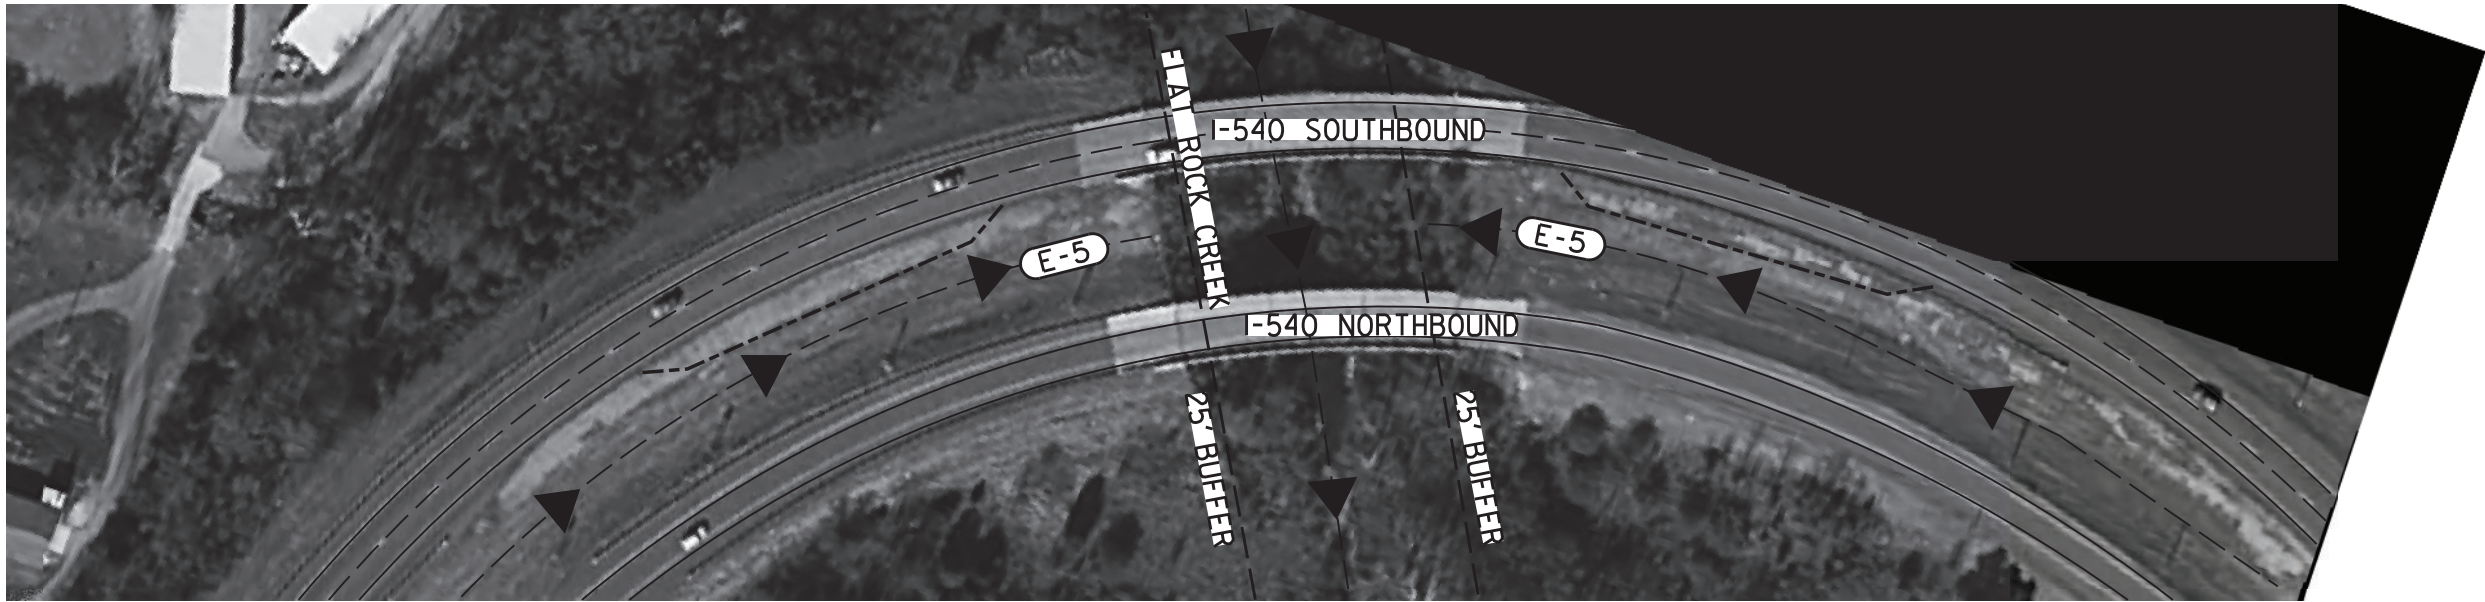 FLAT ROCK CREEK
I-540 SOUTHBOUND
E-5
E-5
I-540 NORTHBOUND
25' BUFFER
25' BUFFER